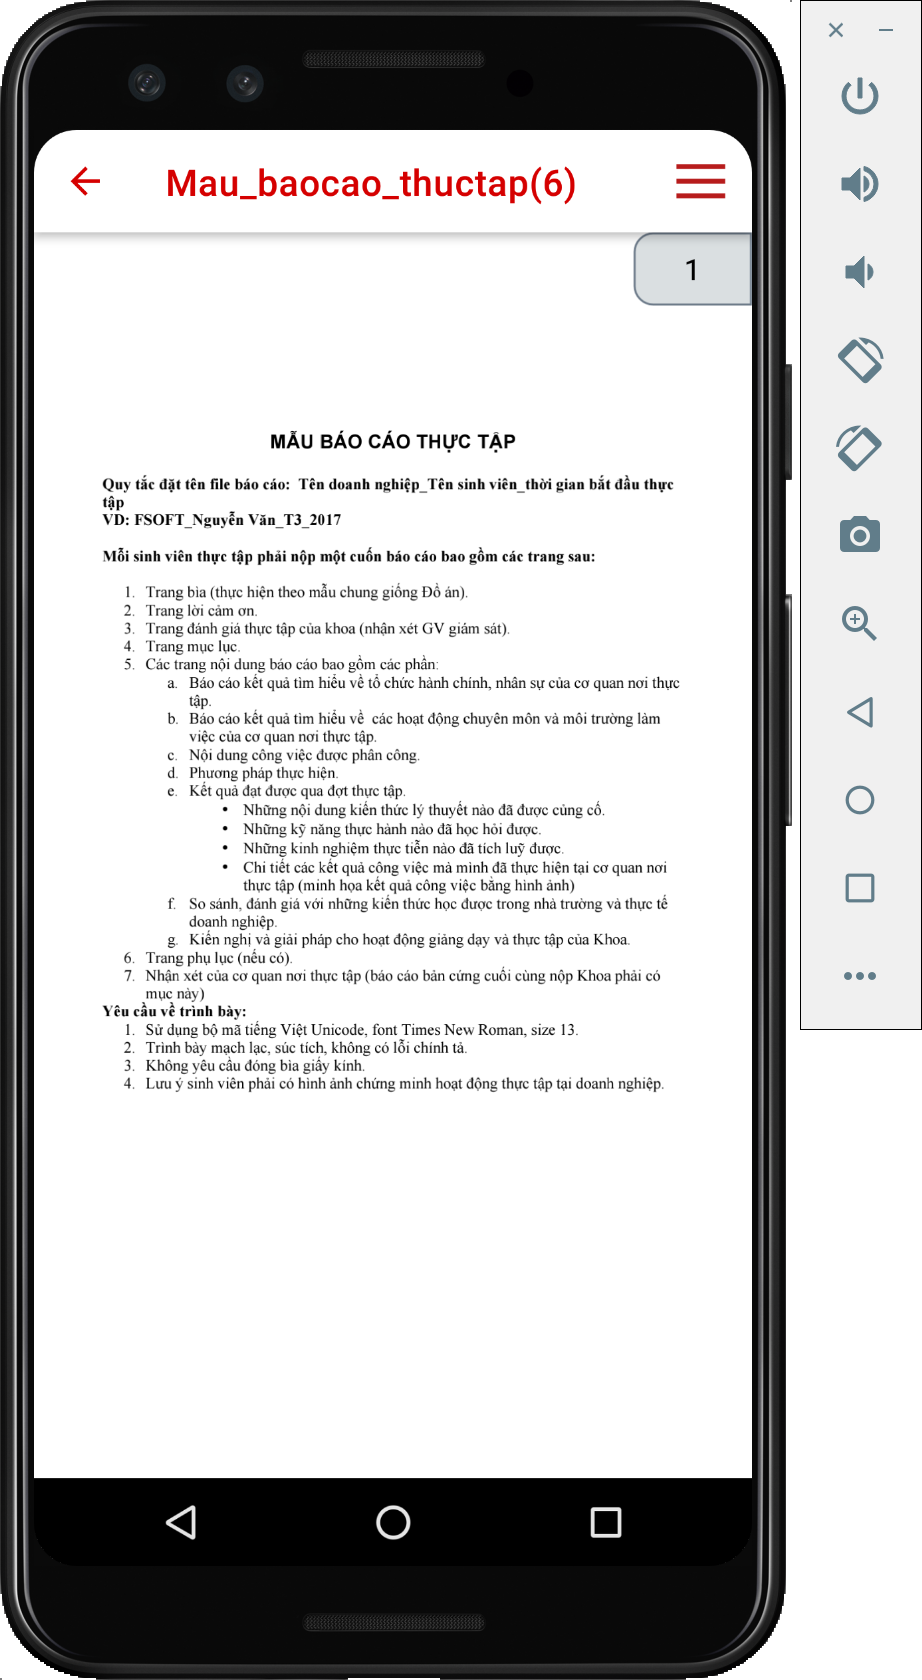 Mau_baocao_thuctap(6)
1
MẪU BÁO CÁO THỰC TẬP
Quy tắc đặt tên file báo cáo:  Tên doanh nghiệp_Tên sinh viên_thời gian bắt đầu thực
tập
VD: FSOFT_Nguyễn Văn_T3_2017
Mỗi sinh viên thực tập phải nộp một cuốn báo cáo bao gồm các trang sau:
1. Trang bìa (thực hiện theo mẫu chung giống Đồ án).
2. Trang lời cảm ơn.
3. Trang đánh giá thực tập của khoa (nhận xét GV giám sát).
4. Trang mục lục.
5. Các trang nội dung báo cáo bao gồm các phần:
a. Báo cáo kết quả tìm hiểu về tổ chức hành chính, nhân sự của cơ quan nơi thực
tập.
b. Báo cáo kết quả tìm hiểu về  các hoạt động chuyên môn và môi trường làm
việc của cơ quan nơi thực tập.
c. Nội dung công việc được phân công.
d. Phương pháp thực hiện.
e. Kết quả đạt được qua đợt thực tập.
• Những nội dung kiến thức lý thuyết nào đã được củng cố.
• Những kỹ năng thực hành nào đã học hỏi được.
• Những kinh nghiệm thực tiễn nào đã tích luỹ được.
• Chi tiết các kết quả công việc mà mình đã thực hiện tại cơ quan nơi
thực tập (minh họa kết quả công việc bằng hình ảnh)
f. So sánh, đánh giá với những kiến thức học được trong nhà trường và thực tế
doanh nghiệp.
g. Kiến nghị và giải pháp cho hoạt động giảng dạy và thực tập của Khoa.
6. Trang phụ lục (nếu có).
7. Nhận xét của cơ quan nơi thực tập (báo cáo bản cứng cuối cùng nộp Khoa phải có
mục này)
Yêu cầu về trình bày:
1. Sử dụng bộ mã tiếng Việt Unicode, font Times New Roman, size 13.
2. Trình bày mạch lạc, súc tích, không có lỗi chính tả.
3. Không yêu cầu đóng bìa giấy kính.
4. Lưu ý sinh viên phải có hình ảnh chứng minh hoạt động thực tập tại doanh nghiệp.